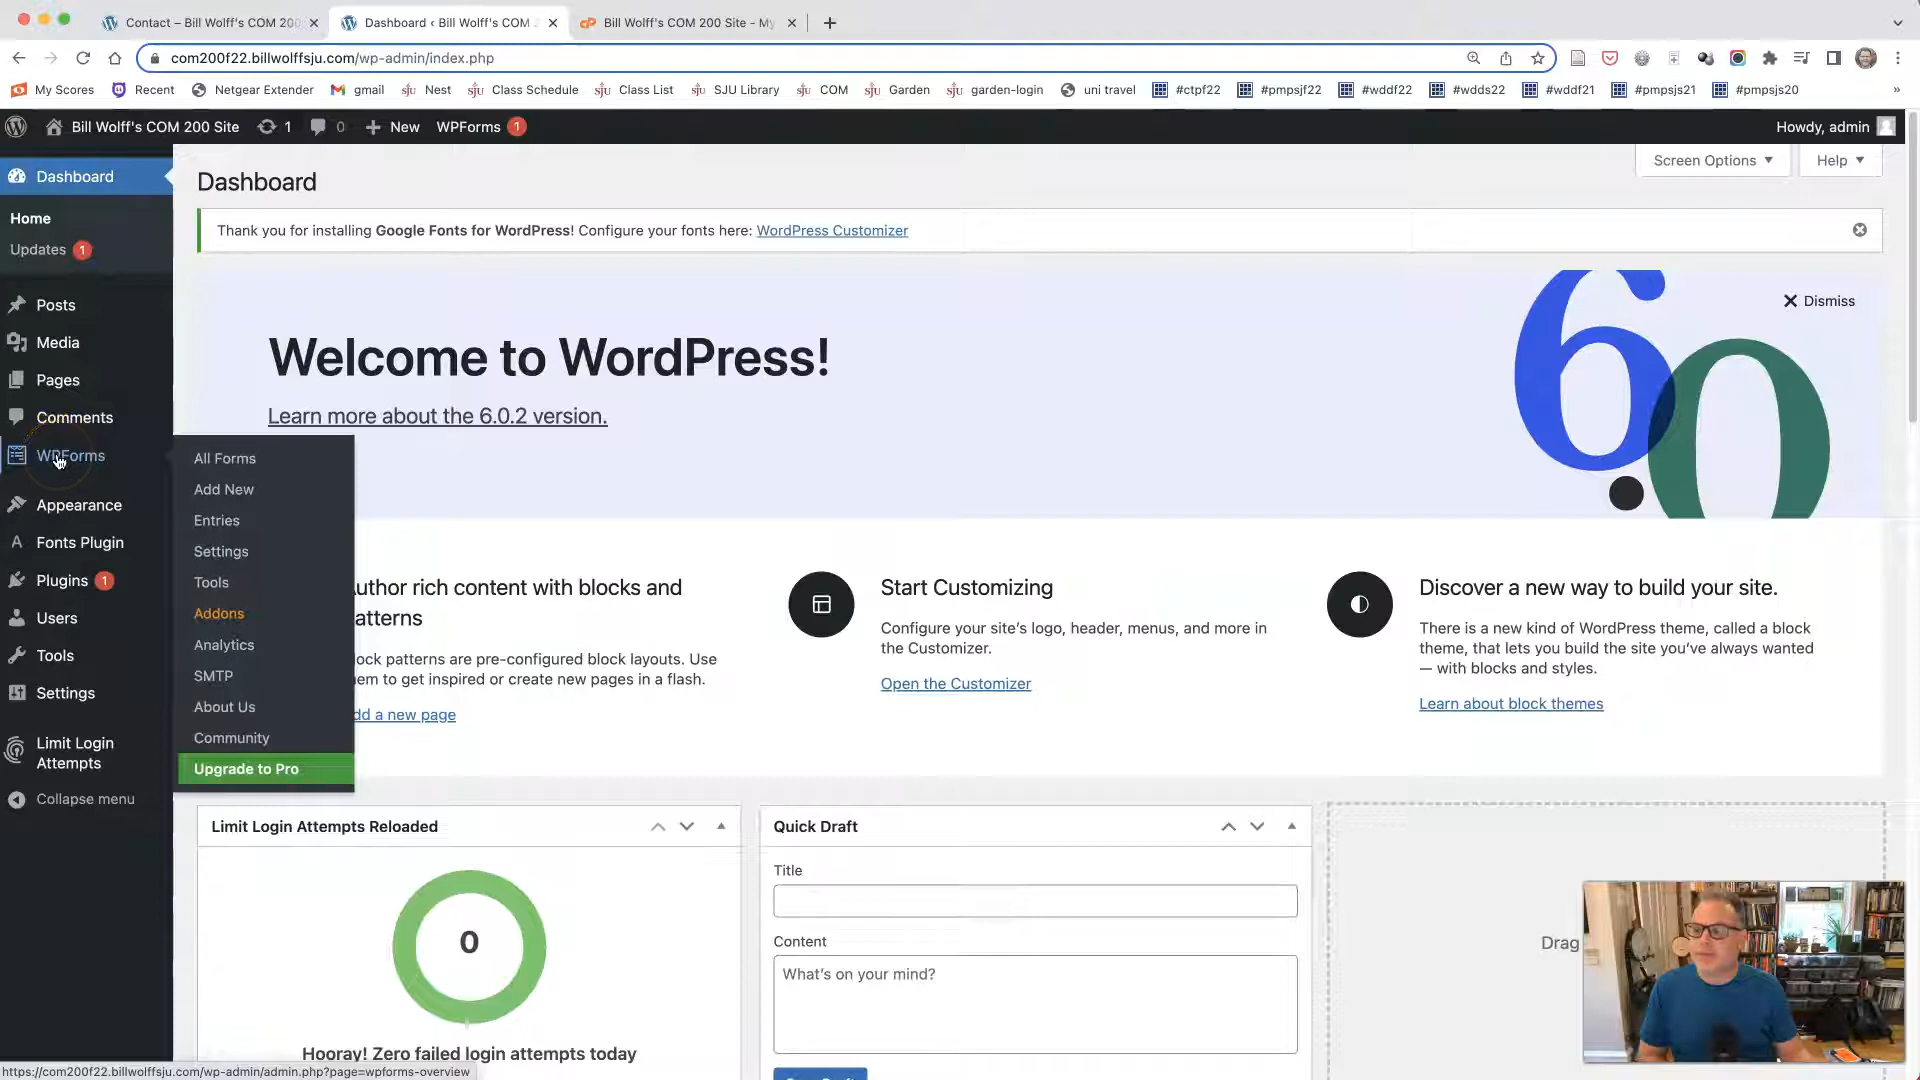 Contact – Bill Wolff's COM 200
Dashboard ‹ Bill Wolff's COM 2
Bill Wolff's COM 200 Site - My
com200f22.billwolffsju.com/wp-admin/index.php
My Scores
Recent
Netgear Extender
gmail
Nest
Class Schedule
Class List
SJU Library
COM
Garden
garden-login
uni travel
#ctpf22
#pmpsjf22
#wddf22
#wdds22
#wddf21
#pmpsjs21
#pmpsjs20
»
Bill Wolff's COM 200 Site
1
0
New
WPForms 1
Howdy, admin
Dashboard
Home
Updates 1
Posts
Media
Pages
Comments
WPForms
Appearance
Fonts Plugin
Plugins 1
Users
Tools
Settings
Limit Login
Attempts
Collapse menu
All Forms
Add New
Entries
Settings
Tools
Addons
Analytics
SMTP
About Us
Community
Upgrade to Pro
Screen Options
Help
Dashboard
Thank you for installing Google Fonts for WordPress! Configure your fonts here: WordPress Customizer
Welcome to WordPress!
Learn more about the 6.0.2 version.
Dismiss
6.0
uthor rich content with blocks and
atterns
ock patterns are pre-configured block layouts. Use
em to get inspired or create new pages in a flash.
dd a new page
Start Customizing
Configure your site's logo, header, menus, and more in
the Customizer.
Open the Customizer
Discover a new way to build your site.
There is a new kind of WordPress theme, called a block
theme, that lets you build the site you've always wanted
— with blocks and styles.
Learn about block themes
Limit Login Attempts Reloaded
0
Hooray! Zero failed login attempts today
Quick Draft
Title
Content
What's on your mind?
Drag
https://com200f22.billwolffsju.com/wp-admin/admin.php?page=wpforms-overview